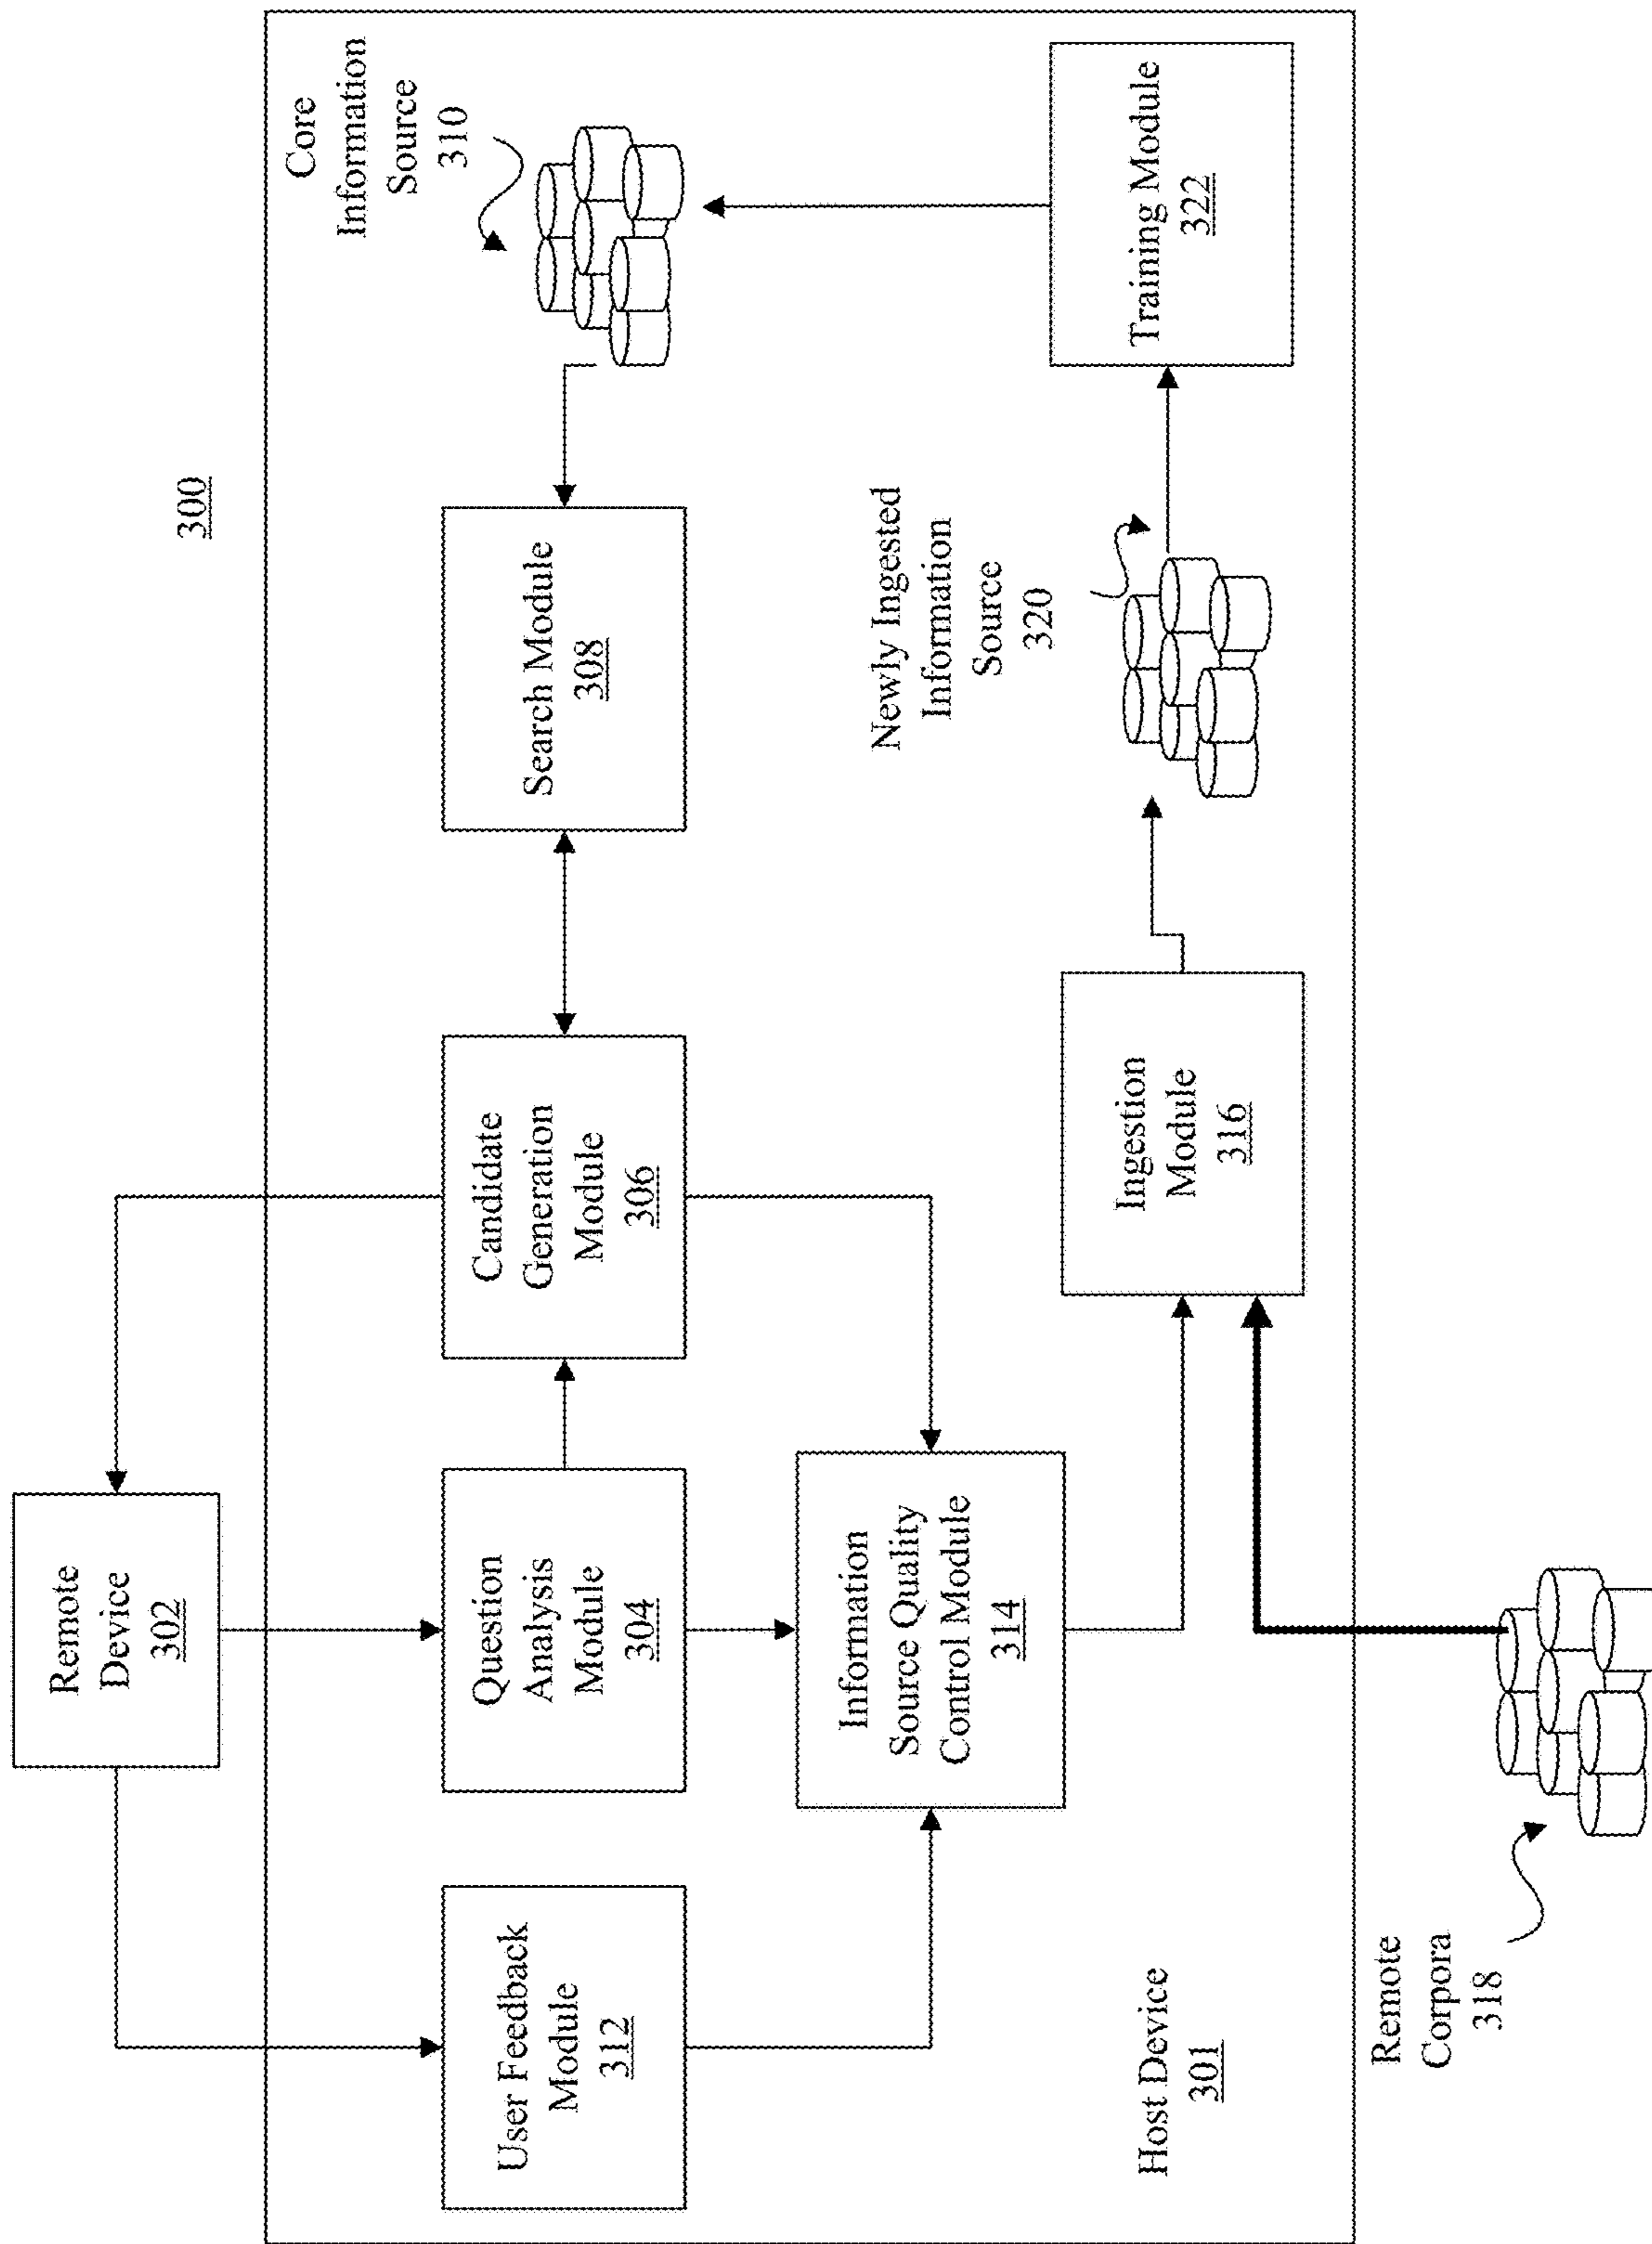 300
Remote
Device
302
User Feedback
Module
312
Question
Analysis
Module
304
Candidate
Generation
Module
306
Search Module
308
Core
Information
Source
310
Information
Source Quality
Control Module
314
Newly Ingested
Information
Source
320
Host Device
301
Ingestion
Module
316
Training Module
322
Remote
Corpora
318